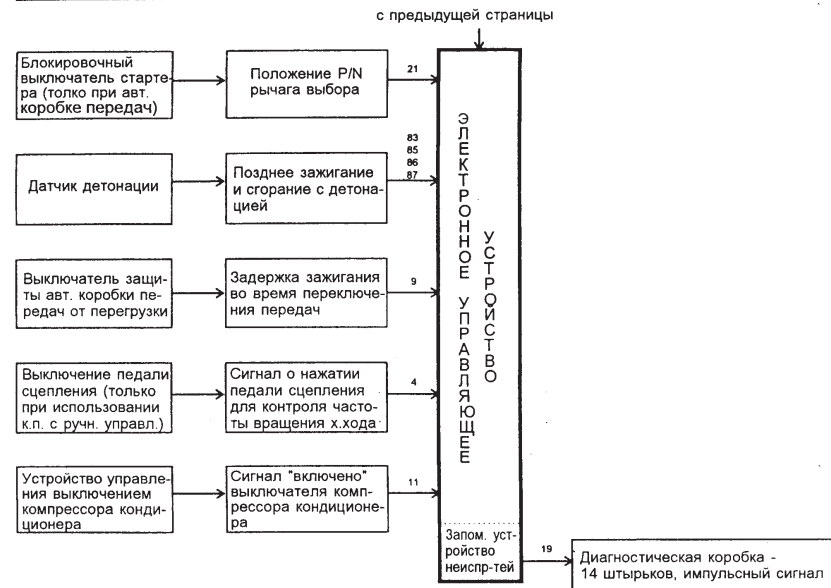 с предыдущей страницы
Блокировочный
выключатель старте-
ра (толко при авт.
коробке передач)
Положение P/N
рычага выбора
21
Датчик детонации
Позднее зажигание
и сгорание с детона-
цией
83
85
86
87
Выключатель защи-
ты авт. коробки пе-
редач от перегрузки
Задержка зажигания
во время переключе-
ния передач
9
Выключение педали
сцепления (только
при использовании
к.п. с ручн. управл.)
Сигнал о нажатии
педали сцепления
для контроля часто-
ты вращения х.хода
4
Устройство управле-
ния выключением
компрессора конди-
ционера
Сигнал "включено"
выключателя комп-
рессора кондиционе-
ра
11
ЭЛЕКТРОННОЕ УПРАВЛЯЮЩЕЕ
УСТРОЙСТВО
Запом. уст-
ройство
неиспр-тей
19
Диагностическая коробка -
14 штырьков, импульсный сигнал